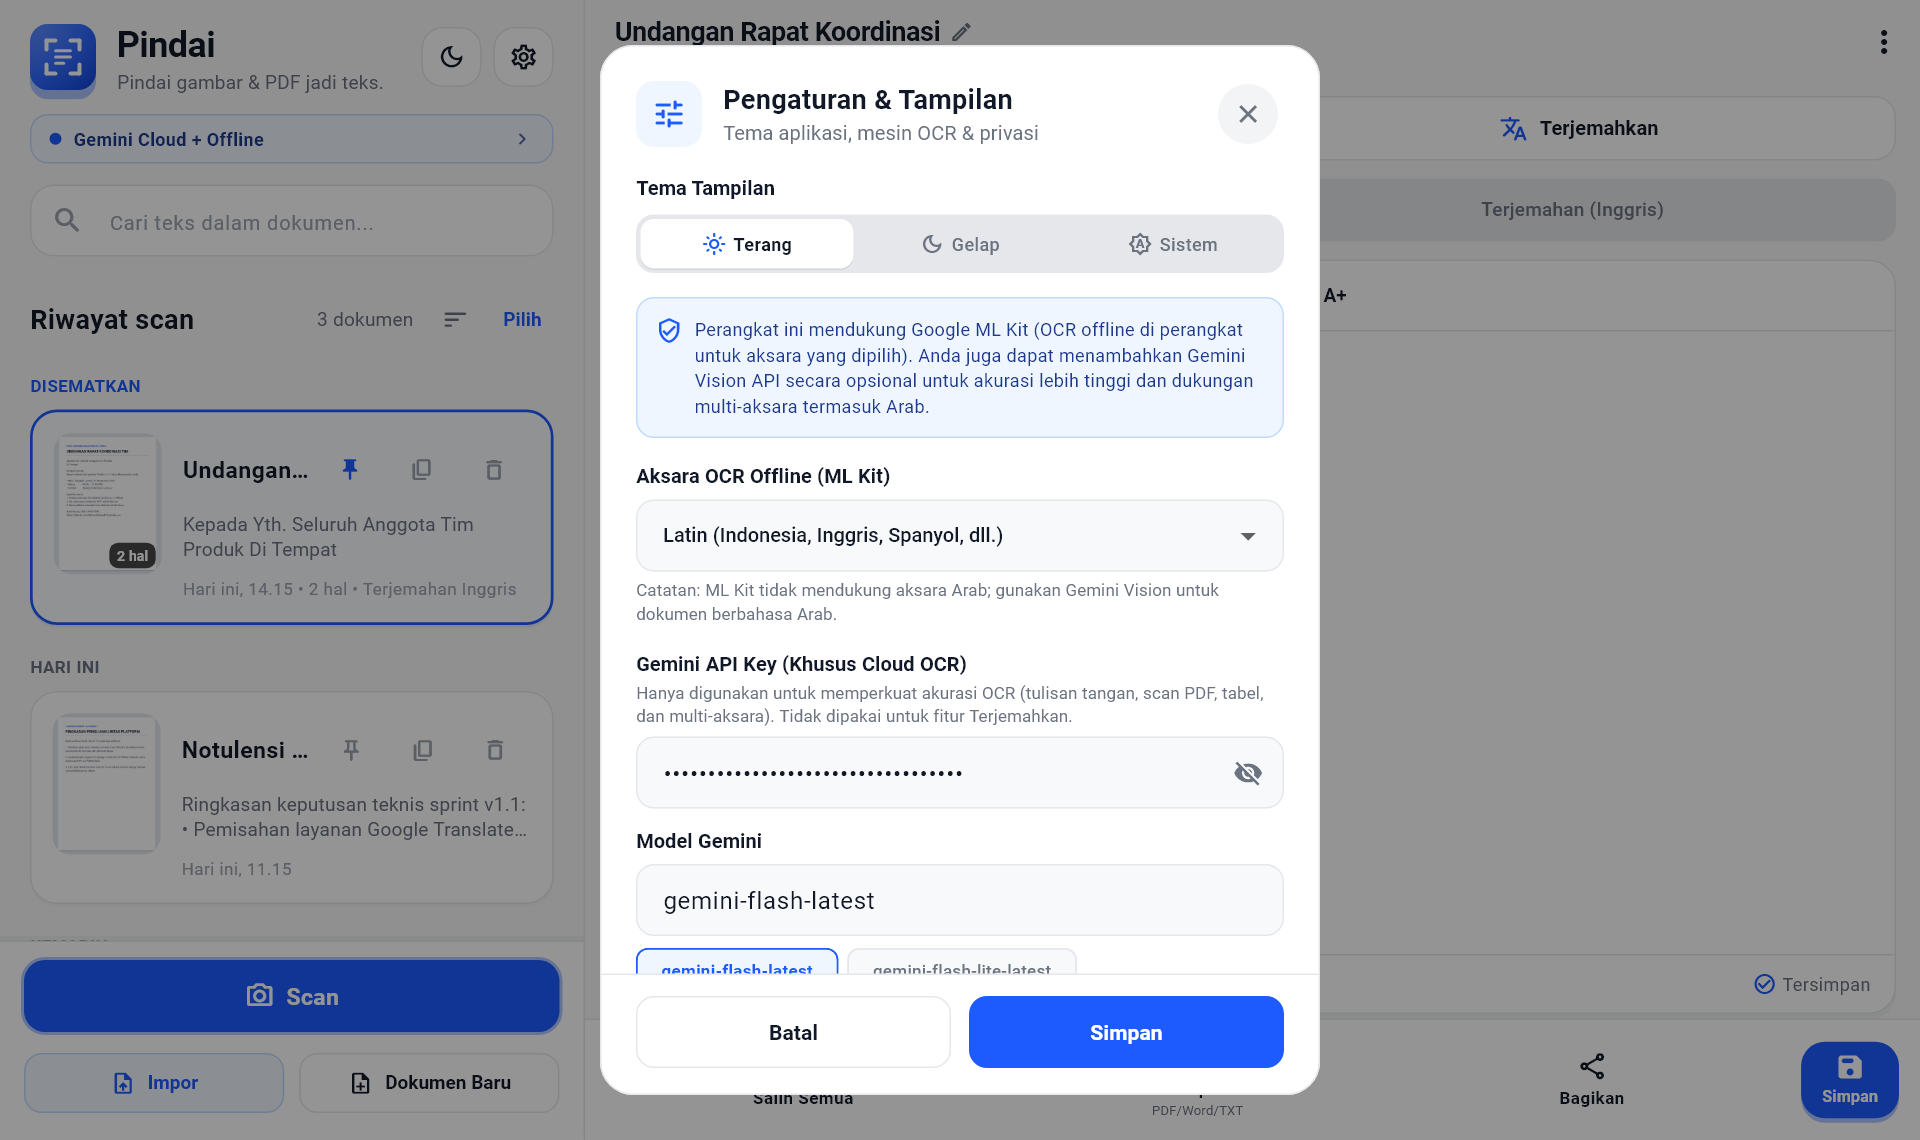 Pindai
Pindai gambar & PDF jadi teks.
Gemini Cloud + Offline
Cari teks dalam dokumen...
Riwayat scan
3 dokumen
Pilih
DISEMATKAN
Undangan...
Kepada Yth. Seluruh Anggota Tim
Produk Di Tempat
2 hal
Hari ini, 14.15 • 2 hal • Terjemahan Inggris
HARI INI
Notulensi ...
Ringkasan keputusan teknis sprint v1.1:
• Pemisahan layanan Google Translate...
Hari ini, 11.15
Scan
Impor
Dokumen Baru
Undangan Rapat Koordinasi
Terjemahkan
Terjemahan (Inggris)
A+
Tersimpan
Salin Semua
PDF/Word/TXT
Bagikan
Simpan
Pengaturan & Tampilan
Tema aplikasi, mesin OCR & privasi
Tema Tampilan
Terang
Gelap
Sistem
Perangkat ini mendukung Google ML Kit (OCR offline di perangkat
untuk aksara yang dipilih). Anda juga dapat menambahkan Gemini
Vision API secara opsional untuk akurasi lebih tinggi dan dukungan
multi-aksara termasuk Arab.
Aksara OCR Offline (ML Kit)
Latin (Indonesia, Inggris, Spanyol, dll.)
Catatan: ML Kit tidak mendukung aksara Arab; gunakan Gemini Vision untuk
dokumen berbahasa Arab.
Gemini API Key (Khusus Cloud OCR)
Hanya digunakan untuk memperkuat akurasi OCR (tulisan tangan, scan PDF, tabel,
dan multi-aksara). Tidak dipakai untuk fitur Terjemahkan.
••••••••••••••••••••••••••••••••••
Model Gemini
gemini-flash-latest
gemini-flash-latest
gemini-flash-lite-latest
Batal
Simpan